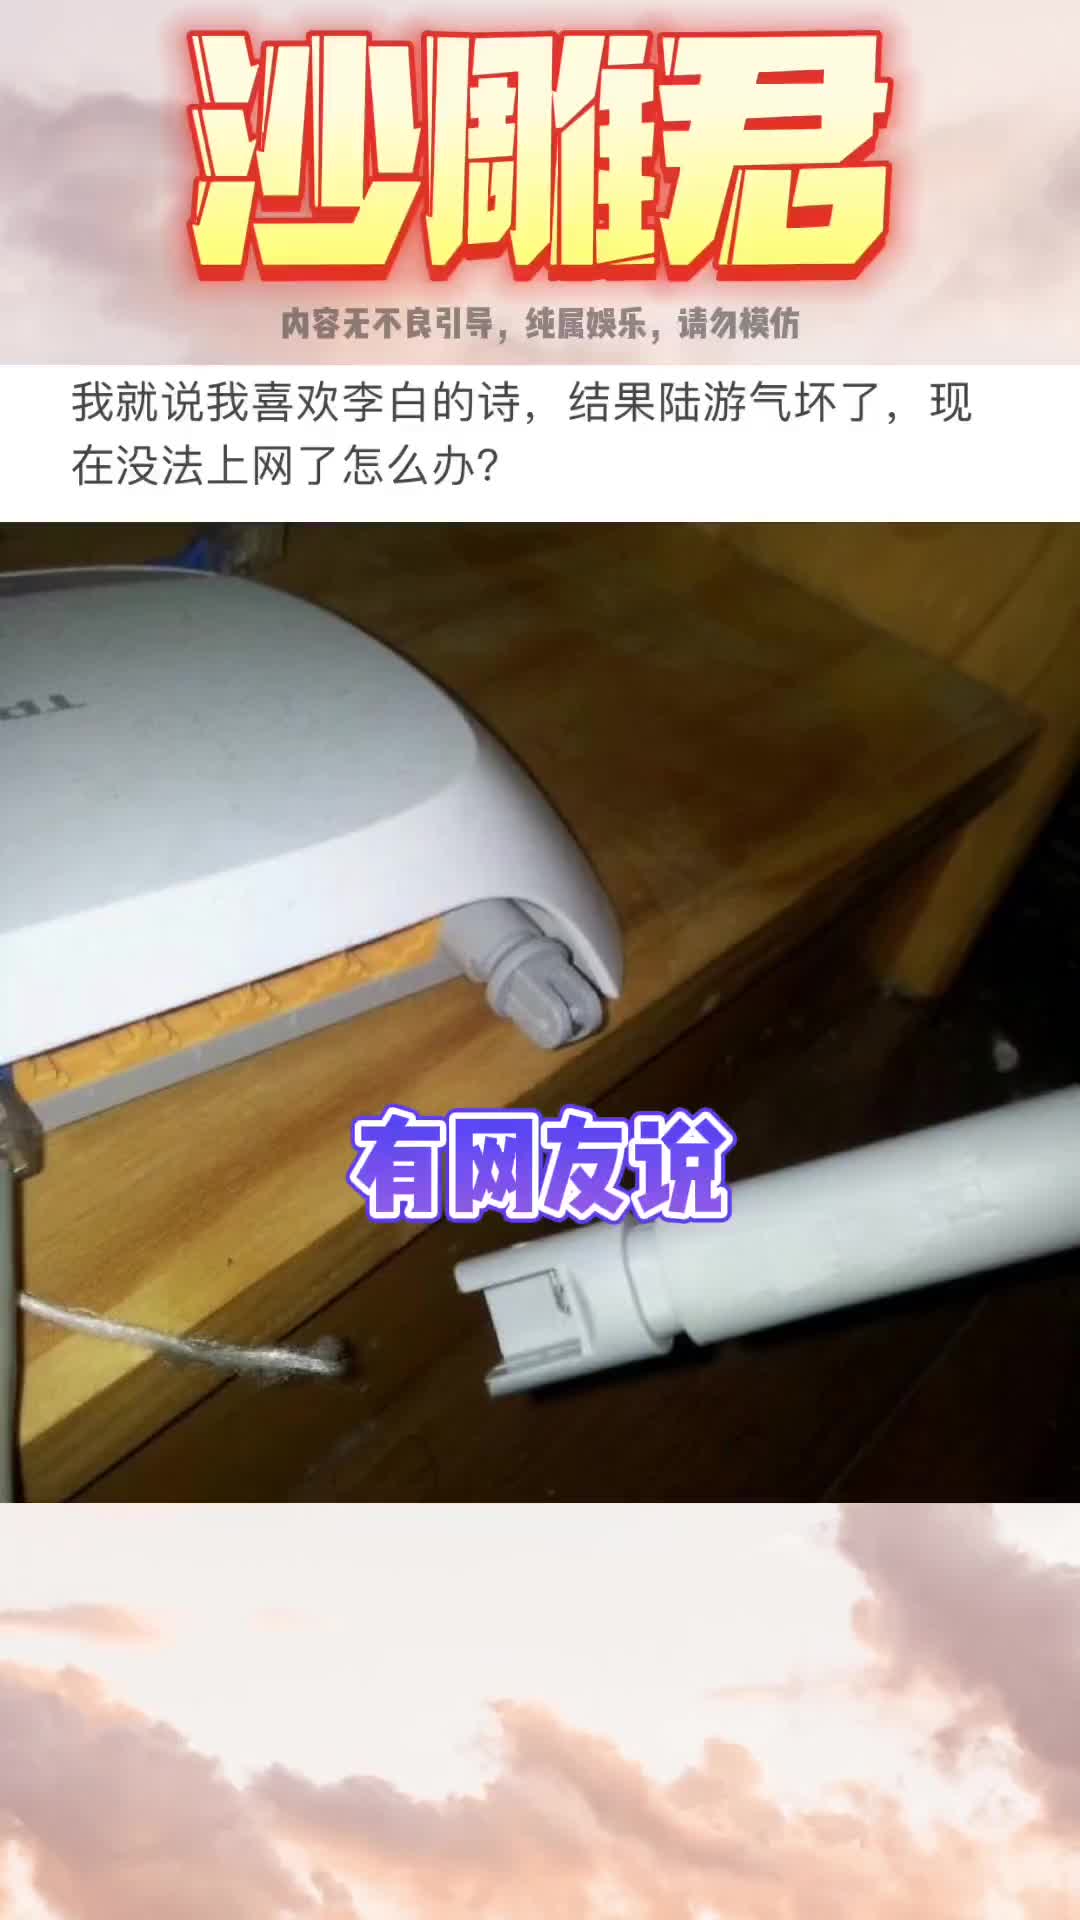 沙雕君
内容无不良引导，纯属娱乐，请勿模仿
我就说我喜欢李白的诗，结果陆游气坏了，现
在没法上网了怎么办？
有网友说